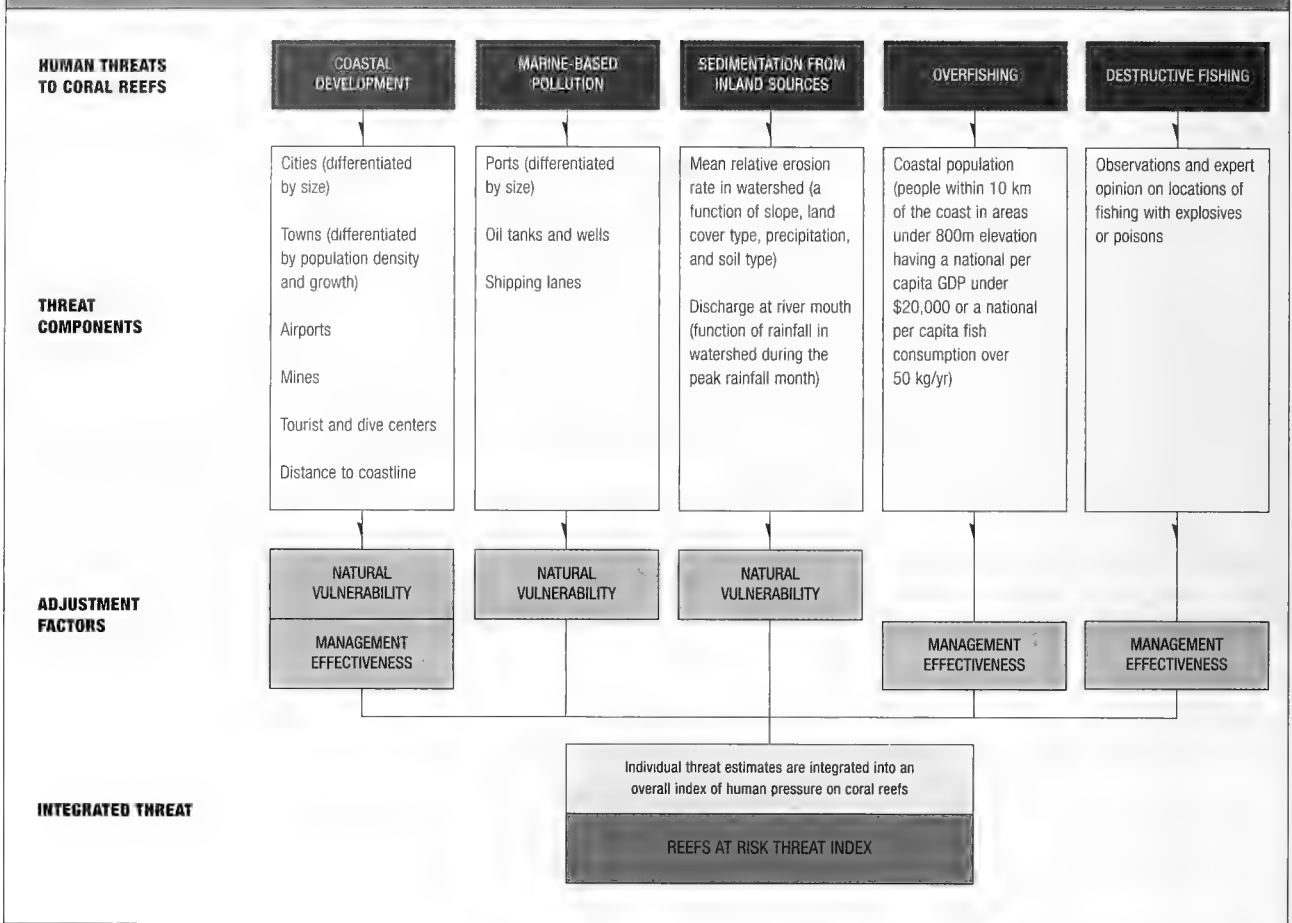 HUMAN THREATS
TO CORAL REEFS
COASTAL
DEVELOPMENT
MARINE-BASED
POLLUTION
SEDIMENTATION FROM
INLAND SOURCES
OVERFISHING
DESTRUCTIVE FISHING
THREAT
COMPONENTS
Cities (differentiated
by size)
Towns (differentiated
by population density
and growth)
Airports
Mines
Tourist and dive centers
Distance to coastline
Ports (differentiated
by size)
Oil tanks and wells
Shipping lanes
Mean relative erosion
rate in watershed (a
function of slope, land
cover type, precipitation,
and soil type)
Discharge at river mouth
(function of rainfall in
watershed during the
peak rainfall month)
Coastal population
(people within 10 km
of the coast in areas
under 800m elevation
having a national per
capita GDP under
$20,000 or a national
per capita fish
consumption over
50 kg/yr)
Observations and expert
opinion on locations of
fishing with explosives
or poisons
ADJUSTMENT
FACTORS
NATURAL
VULNERABILITY
MANAGEMENT
EFFECTIVENESS
NATURAL
VULNERABILITY
NATURAL
VULNERABILITY
MANAGEMENT
EFFECTIVENESS
MANAGEMENT
EFFECTIVENESS
INTEGRATED THREAT
Individual threat estimates are integrated into an
overall index of human pressure on coral reefs
REEFS AT RISK THREAT INDEX